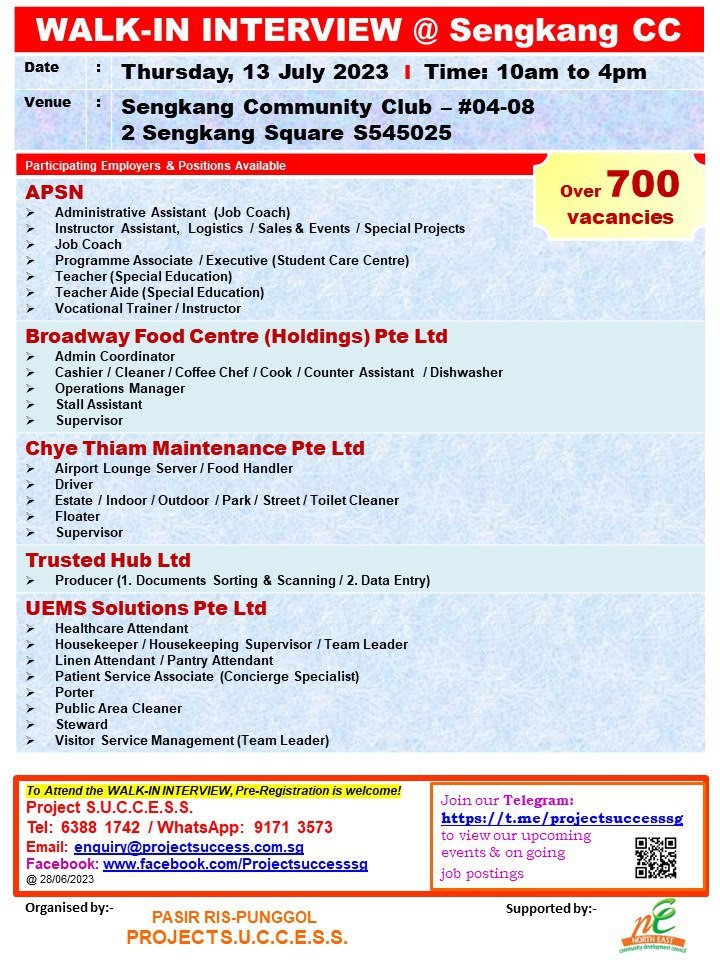 WALK-IN INTERVIEW @ Sengkang CC
Date : Thursday, 13 July 2023 I Time: 10am to 4pm
Venue : Sengkang Community Club – #04-08
2 Sengkang Square S545025
Participating Employers & Positions Available
Over 700
vacancies
APSN
➢ Administrative Assistant (Job Coach)
➢ Instructor Assistant, Logistics / Sales & Events / Special Projects
➢ Job Coach
➢ Programme Associate / Executive (Student Care Centre)
➢ Teacher (Special Education)
➢ Teacher Aide (Special Education)
➢ Vocational Trainer / Instructor
Broadway Food Centre (Holdings) Pte Ltd
➢ Admin Coordinator
➢ Cashier / Cleaner / Coffee Chef / Cook / Counter Assistant / Dishwasher
➢ Operations Manager
➢ Stall Assistant
➢ Supervisor
Chye Thiam Maintenance Pte Ltd
➢ Airport Lounge Server / Food Handler
➢ Driver
➢ Estate / Indoor / Outdoor / Park / Street / Toilet Cleaner
➢ Floater
➢ Supervisor
Trusted Hub Ltd
➢ Producer (1. Documents Sorting & Scanning / 2. Data Entry)
UEMS Solutions Pte Ltd
➢ Healthcare Attendant
➢ Housekeeper / Housekeeping Supervisor / Team Leader
➢ Linen Attendant / Pantry Attendant
➢ Patient Service Associate (Concierge Specialist)
➢ Porter
➢ Public Area Cleaner
➢ Steward
➢ Visitor Service Management (Team Leader)
To Attend the WALK-IN INTERVIEW, Pre-Registration is welcome!
Project S.U.C.C.E.S.S.
Tel: 6388 1742 / WhatsApp: 9171 3573
Email: enquiry@projectsuccess.com.sg
Facebook: www.facebook.com/Projectsuccesssg
@ 28/06/2023
Join our Telegram:
https://t.me/projectsuccesssg
to view our upcoming
events & on going
job postings
Organised by:-
PASIR RIS-PUNGGOL
PROJECT S.U.C.C.E.S.S.
Supported by:-
ne
NORTH EAST
community development council